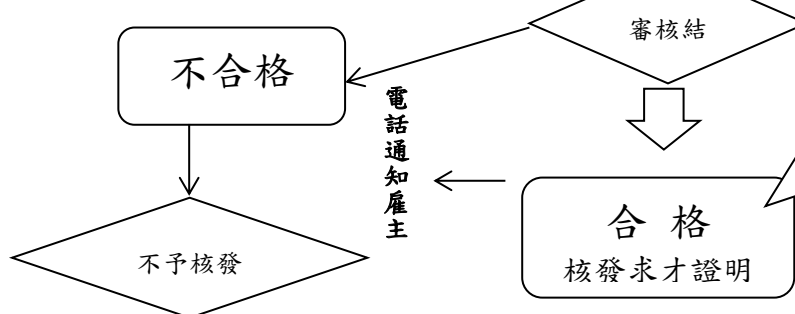 審核結
不合格
電話通知雇主
合格
核發求才證明
不予核發